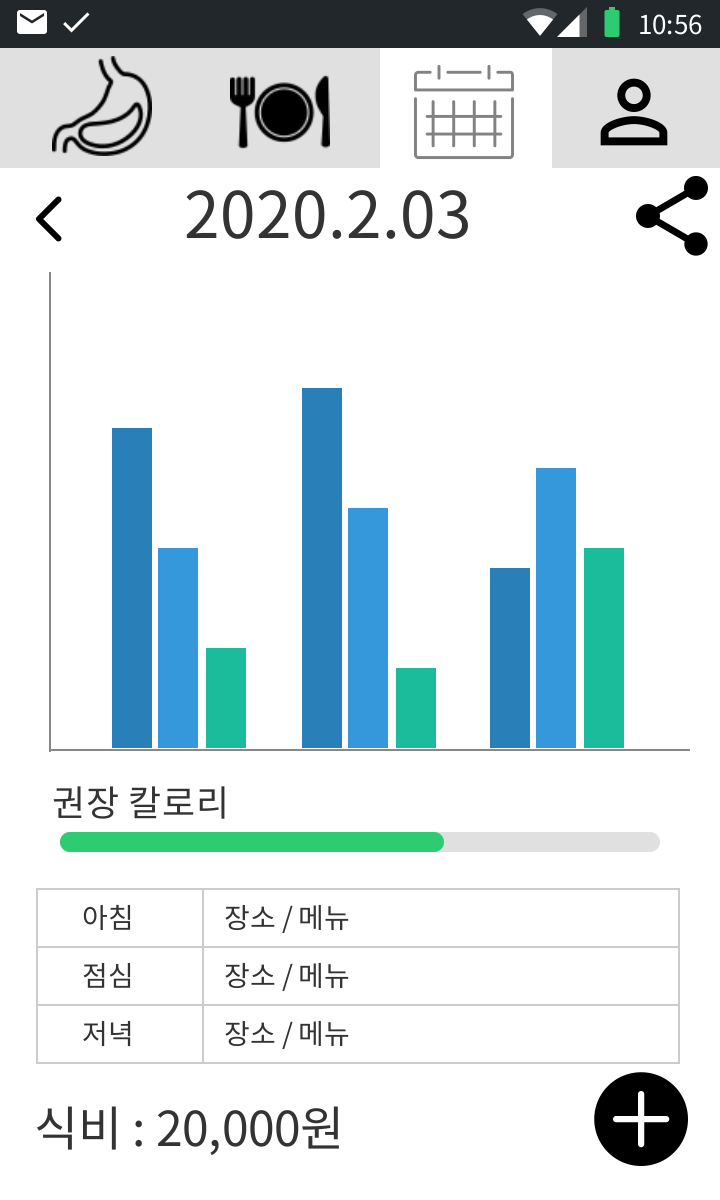 10:56
2020.2.03
권장 칼로리
아침 장소 / 메뉴
점심 장소 / 메뉴
저녁 장소 / 메뉴
식비 : 20,000원